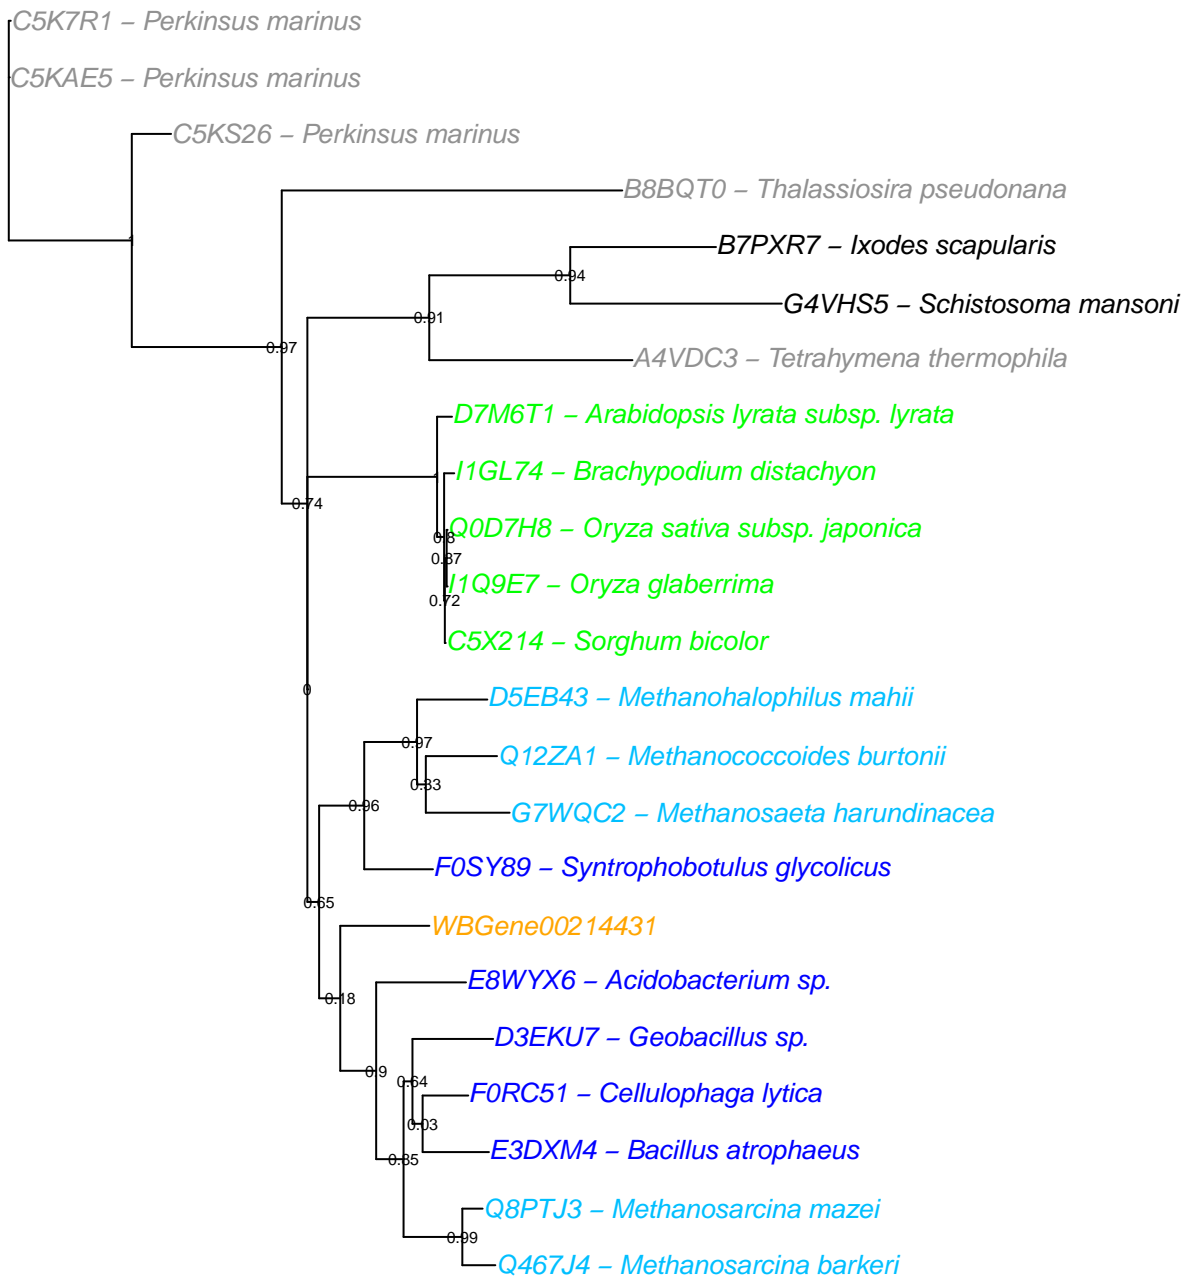 C5K7R1 – Perkinsus marinus
C5KAE5 – Perkinsus marinus
C5KS26 – Perkinsus marinus
B8BQT0 – Thalassiosira pseudonana
1
B7PXR7 – Ixodes scapularis
0.94
G4VHS5 – Schistosoma mansoni
0.91
0.97
A4VDC3 – Tetrahymena thermophila
D7M6T1 – Arabidopsis lyrata subsp. lyrata
I1GL74 – Brachypodium distachyon
1
0.74
Q0D7H8 – Oryza sativa subsp. japonica
0.8
0.87
I1Q9E7 – Oryza glaberrima
0.72
C5X214 – Sorghum bicolor
0
D5EB43 – Methanohalophilus mahii
0.97
Q12ZA1 – Methanococcoides burtonii
0.33
0.96
G7WQC2 – Methanosaeta harundinacea
F0SY89 – Syntrophobotulus glycolicus
0.65
WBGene00214431
E8WYX6 – Acidobacterium sp.
0.18
D3EKU7 – Geobacillus sp.
0.9
0.64
F0RC51 – Cellulophaga lytica
0.03
E3DXM4 – Bacillus atrophaeus
Q8PTJ3 – Methanosarcina mazei
0.99
Q467J4 – Methanosarcina barkeri